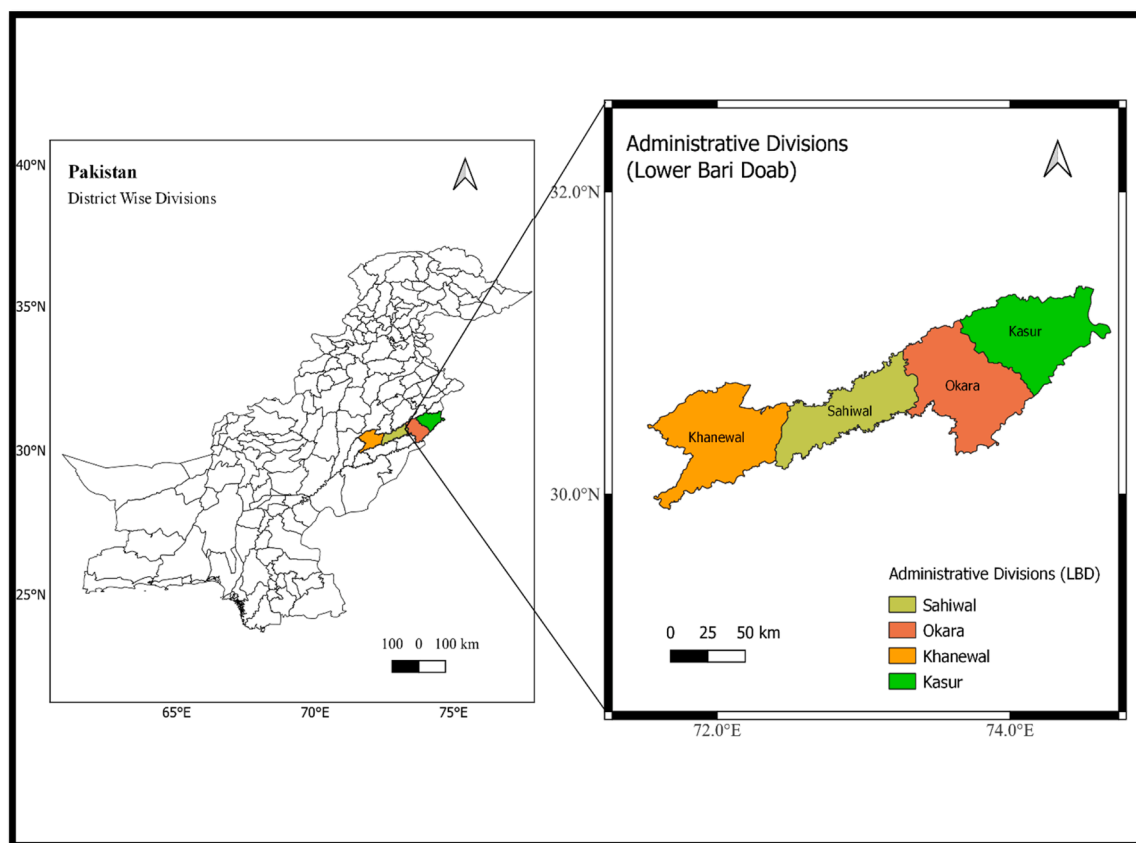 Pakistan
District Wise Divisions
40°N
35°N
30°N
25°N
65°E
70°E
75°E
100 0 100 km
Administrative Divisions
(Lower Bari Doab)
32.0°N
30.0°N
72.0°E
74.0°E
Kasur
Okara
Sahiwal
Khanewal
0 25 50 km
Administrative Divisions (LBD)
Sahiwal
Okara
Khanewal
Kasur